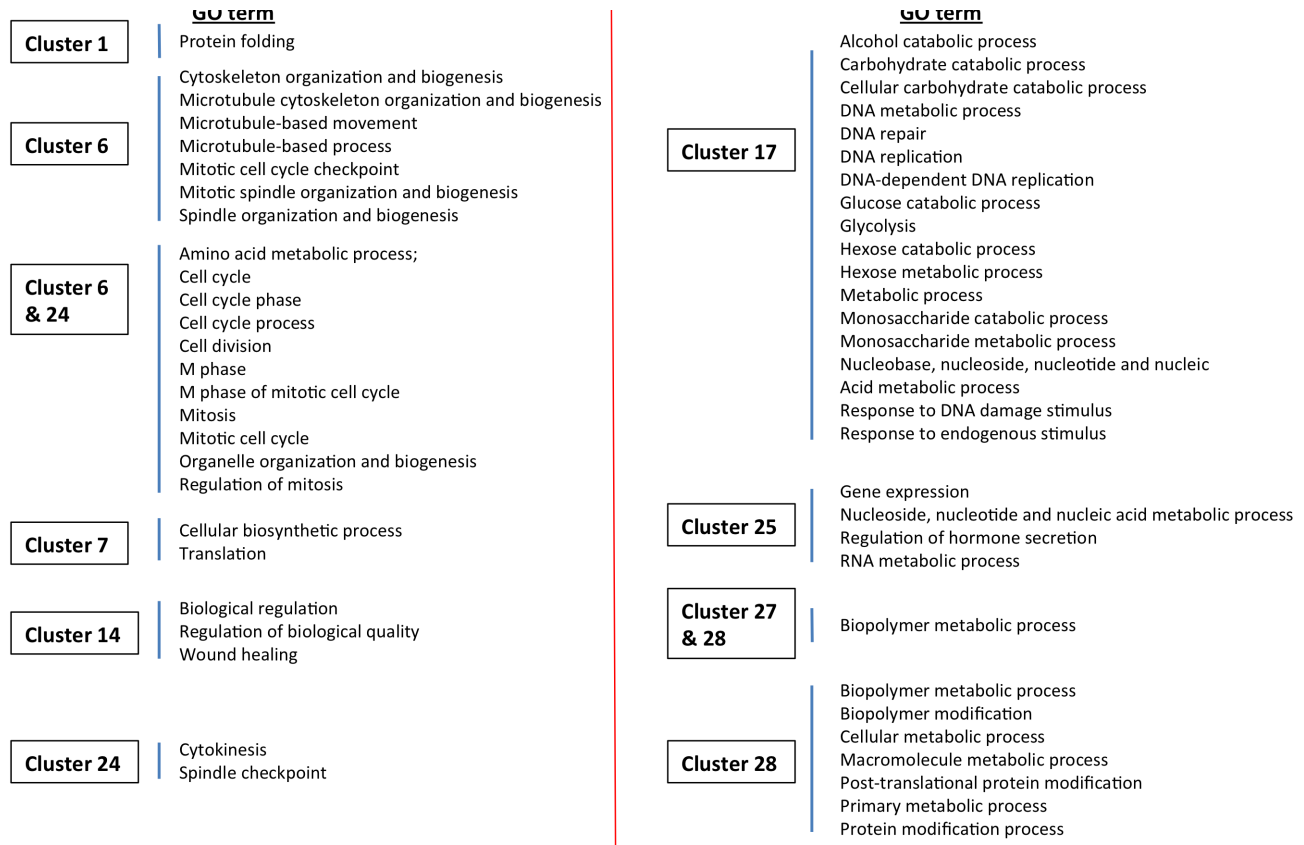 GO term
Cluster 1
Protein folding
Cluster 6
Cytoskeleton organization and biogenesis
Microtubule cytoskeleton organization and biogenesis
Microtubule-based movement
Microtubule-based process
Mitotic cell cycle checkpoint
Mitotic spindle organization and biogenesis
Spindle organization and biogenesis
Cluster 6
& 24
Amino acid metabolic process;
Cell cycle
Cell cycle phase
Cell cycle process
Cell division
M phase
M phase of mitotic cell cycle
Mitosis
Mitotic cell cycle
Organelle organization and biogenesis
Regulation of mitosis
Cluster 7
Cellular biosynthetic process
Translation
Cluster 14
Biological regulation
Regulation of biological quality
Wound healing
Cluster 24
Cytokinesis
Spindle checkpoint
GO term
Cluster 17
Alcohol catabolic process
Carbohydrate catabolic process
Cellular carbohydrate catabolic process
DNA metabolic process
DNA repair
DNA replication
DNA-dependent DNA replication
Glucose catabolic process
Glycolysis
Hexose catabolic process
Hexose metabolic process
Metabolic process
Monosaccharide catabolic process
Monosaccharide metabolic process
Nucleobase, nucleoside, nucleotide and nucleic
Acid metabolic process
Response to DNA damage stimulus
Response to endogenous stimulus
Cluster 25
Gene expression
Nucleoside, nucleotide and nucleic acid metabolic process
Regulation of hormone secretion
RNA metabolic process
Cluster 27
& 28
Biopolymer metabolic process
Cluster 28
Biopolymer metabolic process
Biopolymer modification
Cellular metabolic process
Macromolecule metabolic process
Post-translational protein modification
Primary metabolic process
Protein modification process